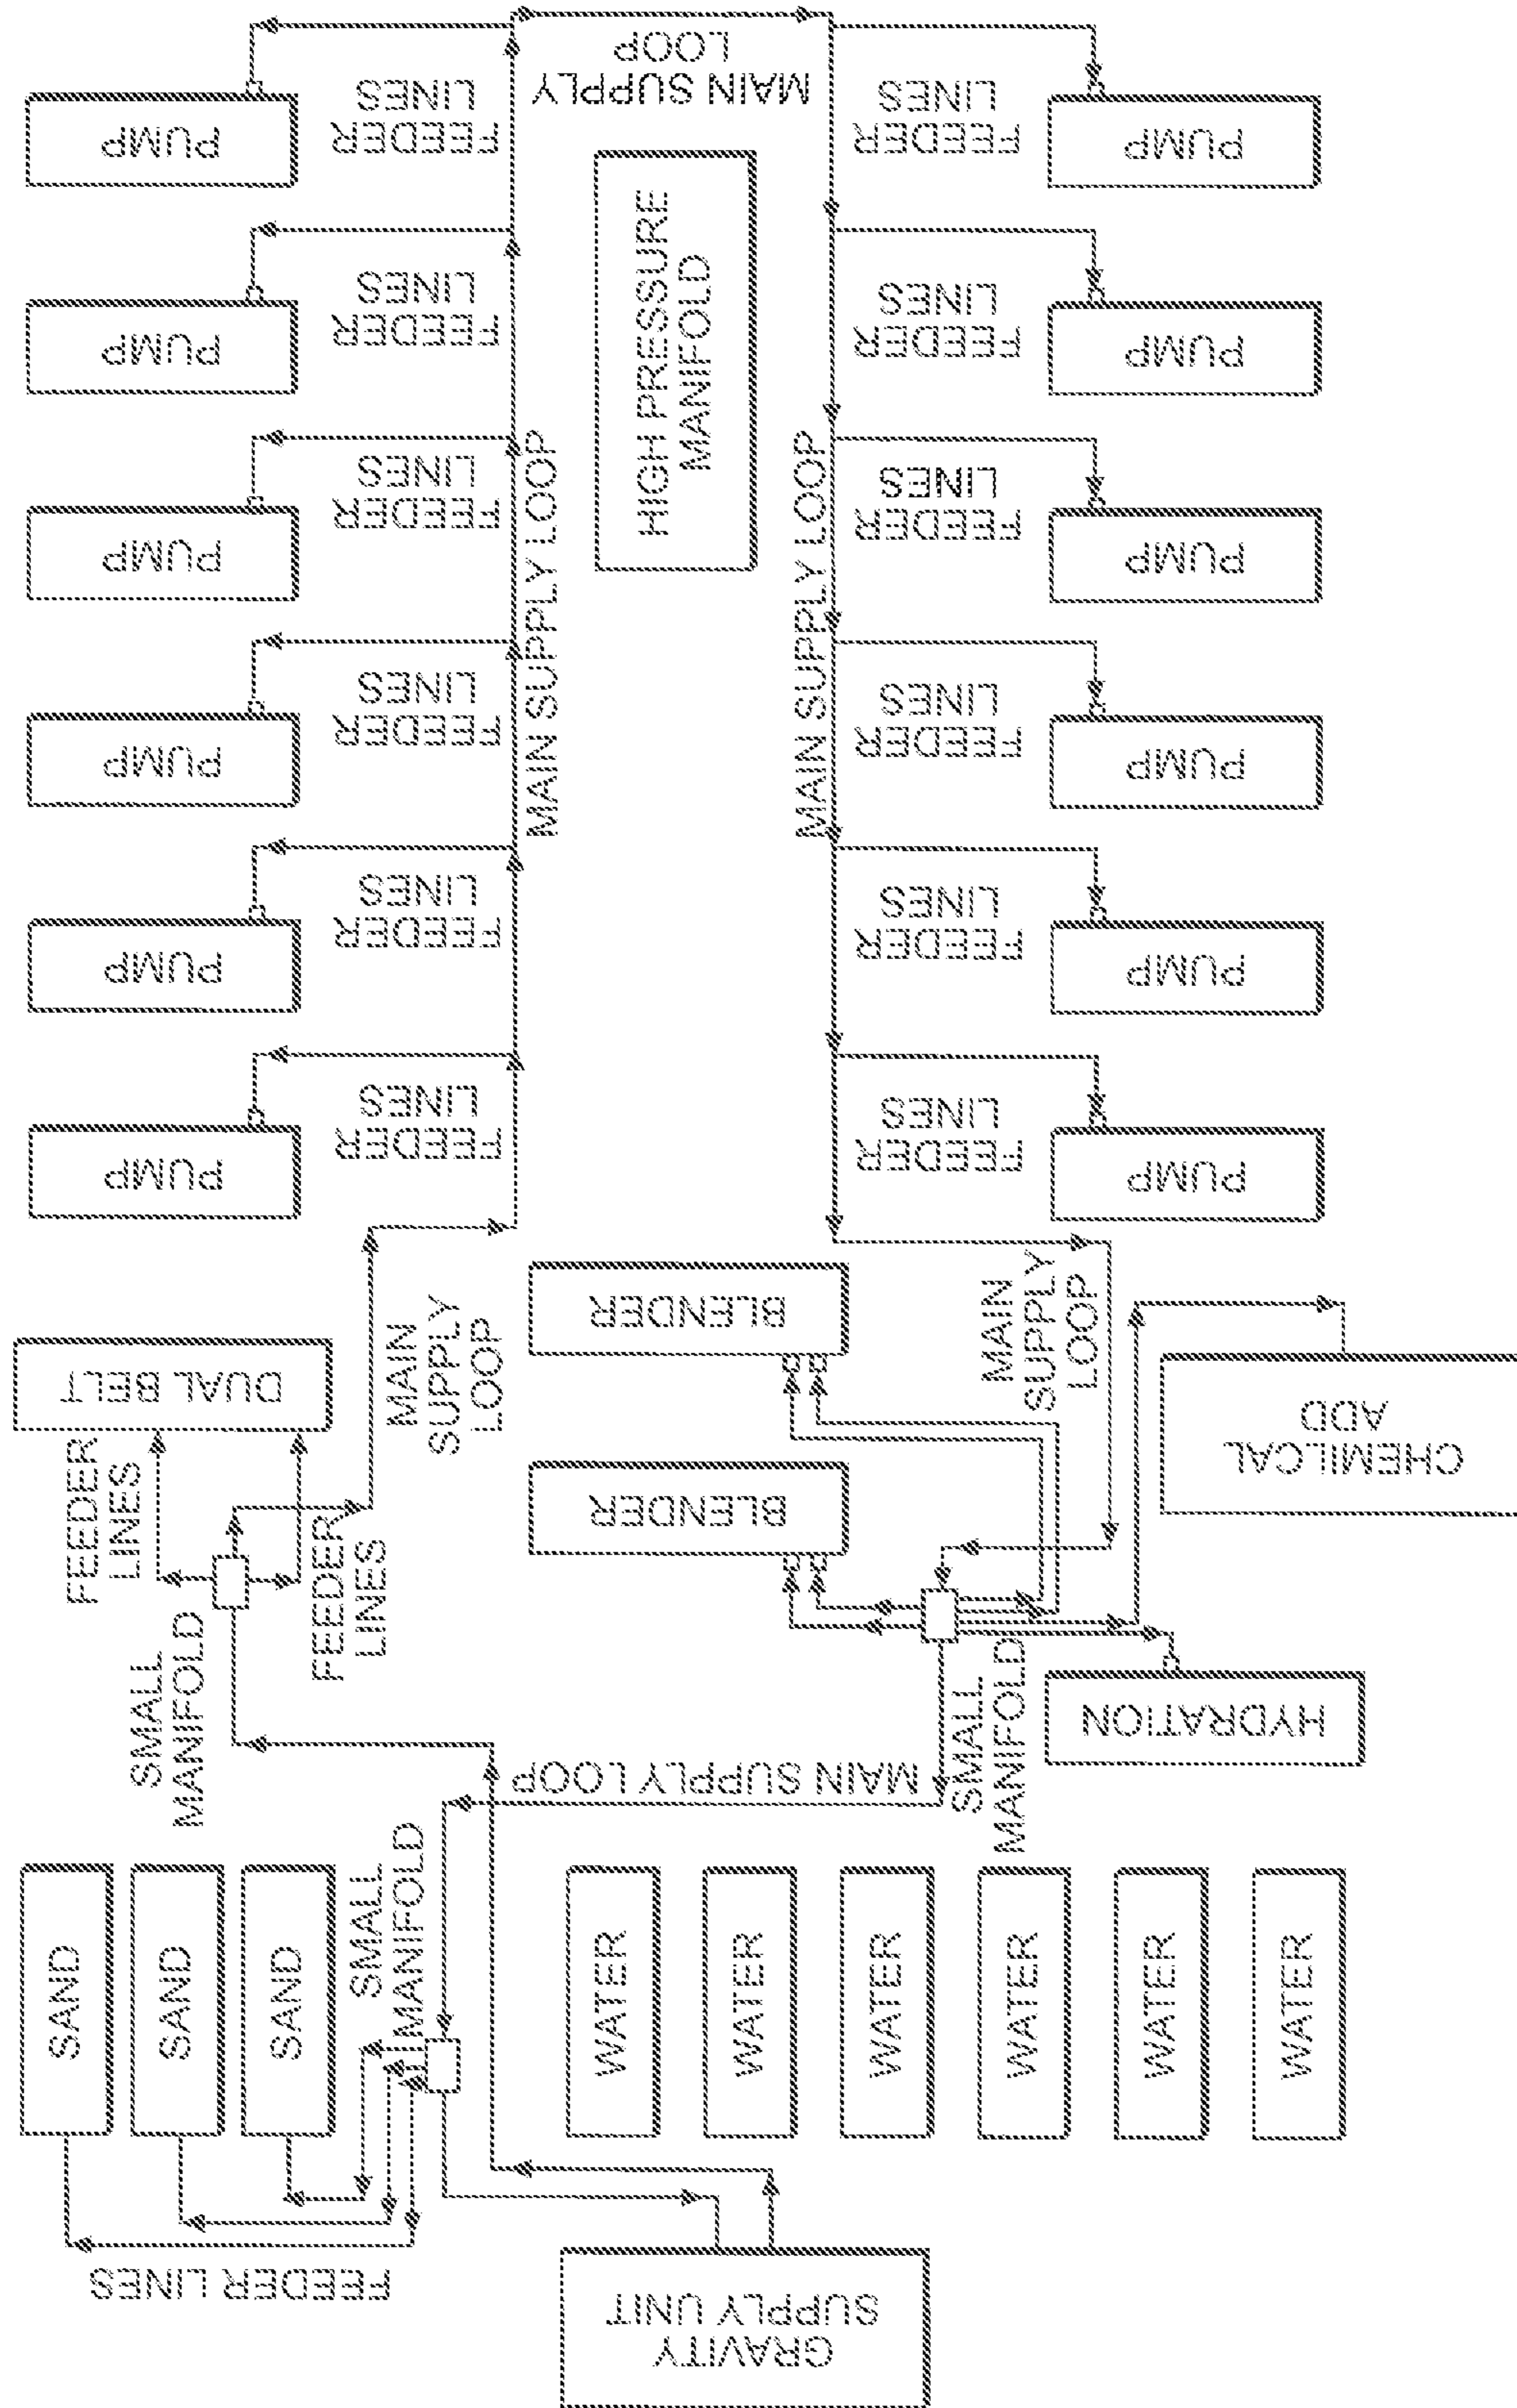 PUMP
FEEDER
LINES
PUMP
FEEDER
LINES
PUMP
FEEDER
LINES
PUMP
FEEDER
LINES
PUMP
FEEDER
LINES
PUMP
FEEDER
LINES
MAIN SUPPLY
LOOP
HIGH PRESSURE
MANIFOLD
MAIN SUPPLY LOOP
MAIN SUPPLY LOOP
FEEDER
LINES
PUMP
FEEDER
LINES
PUMP
FEEDER
LINES
PUMP
FEEDER
LINES
PUMP
FEEDER
LINES
PUMP
FEEDER
LINES
PUMP
DUAL BELT
FEEDER
LINES
SMALL
MANIFOLD
FEEDER
LINES
MAIN
SUPPLY
LOOP
BLENDER
BLENDER
MAIN
SUPPLY
LOOP
CHEMILCAL
ADD
HYDRATION
SMALL
MANIFOLD
MAIN SUPPLY LOOP
SAND
SAND
SAND
SMALL
MANIFOLD
FEEDER LINES
WATER
WATER
WATER
WATER
WATER
WATER
GRAVITY
SUPPLY UNIT